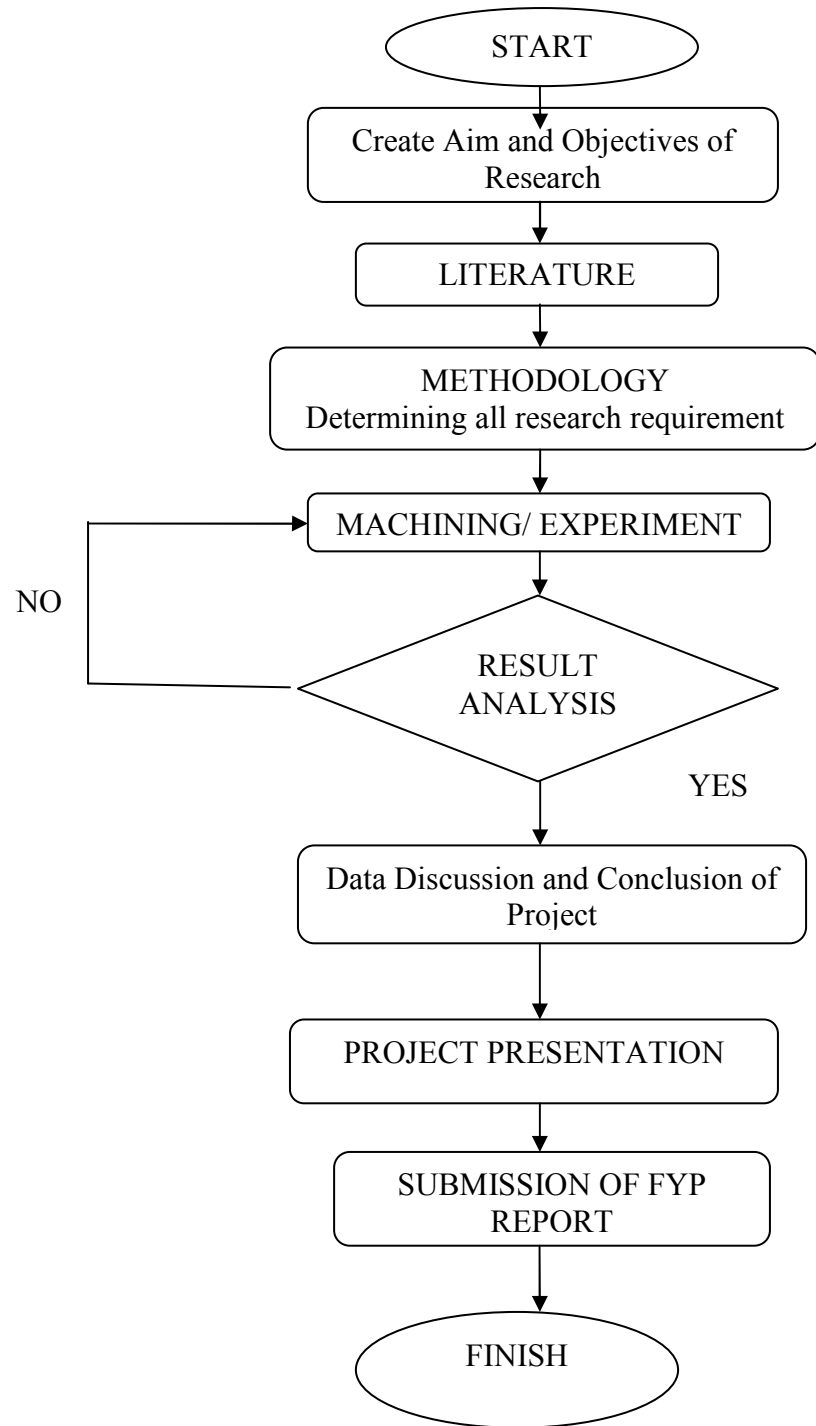 START
Create Aim and Objectives of
Research
LITERATURE
METHODOLOGY
Determining all research requirement
MACHINING/ EXPERIMENT
NO
RESULT
ANALYSIS
YES
Data Discussion and Conclusion of
Project
PROJECT PRESENTATION
SUBMISSION OF FYP
REPORT
FINISH